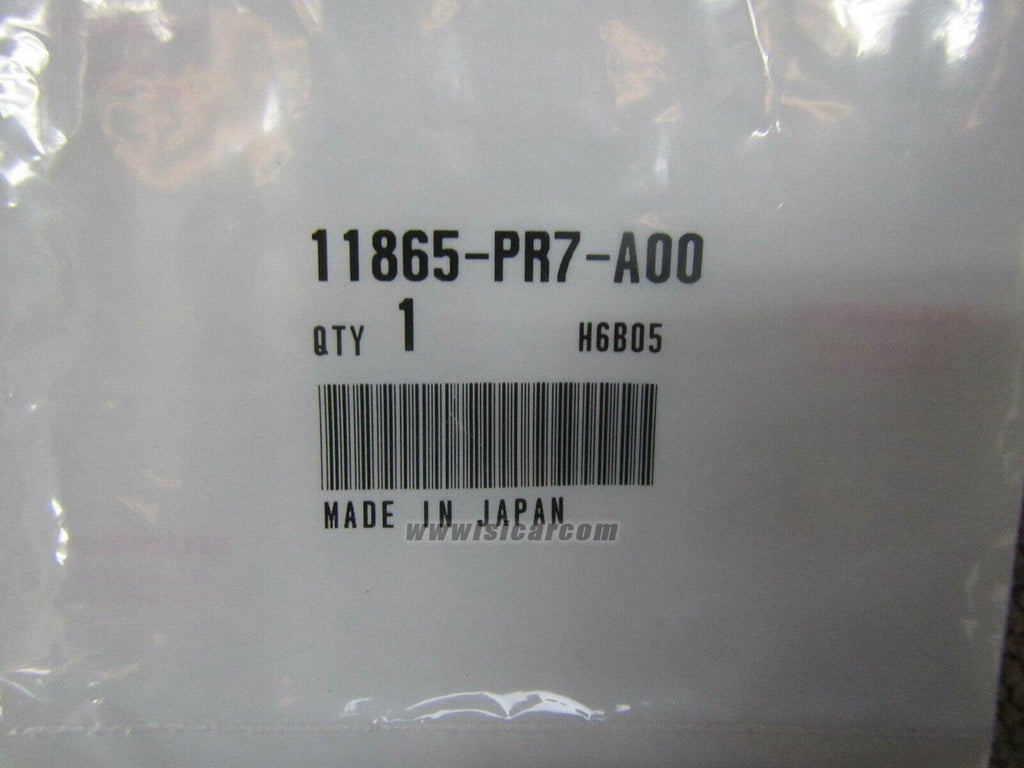 11865-PR7-A00
QTY 1 H6B05
MADE IN JAPAN
www.isicar.com